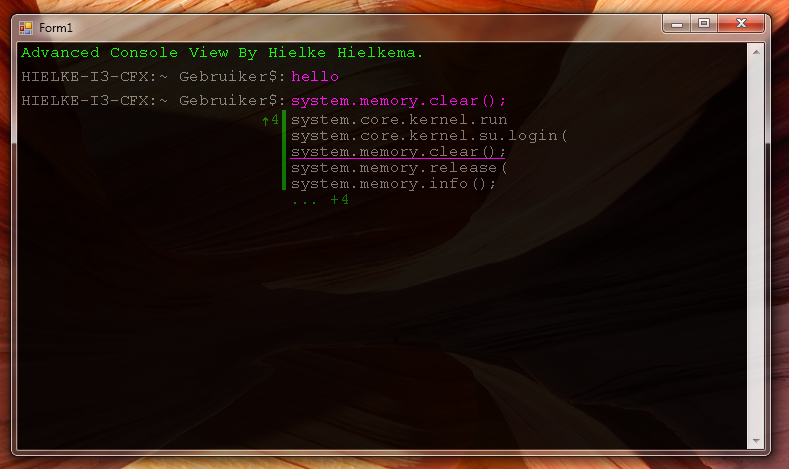 Form1
Advanced Console View By Hielke Hielkema.
HIELKE-I3-CFX:~ Gebruiker$: hello
HIELKE-I3-CFX:~ Gebruiker$: system.memory.clear();
↑4 system.core.kernel.run
system.core.kernel.su.login(
system.memory.clear();
system.memory.release(
system.memory.info();
... +4